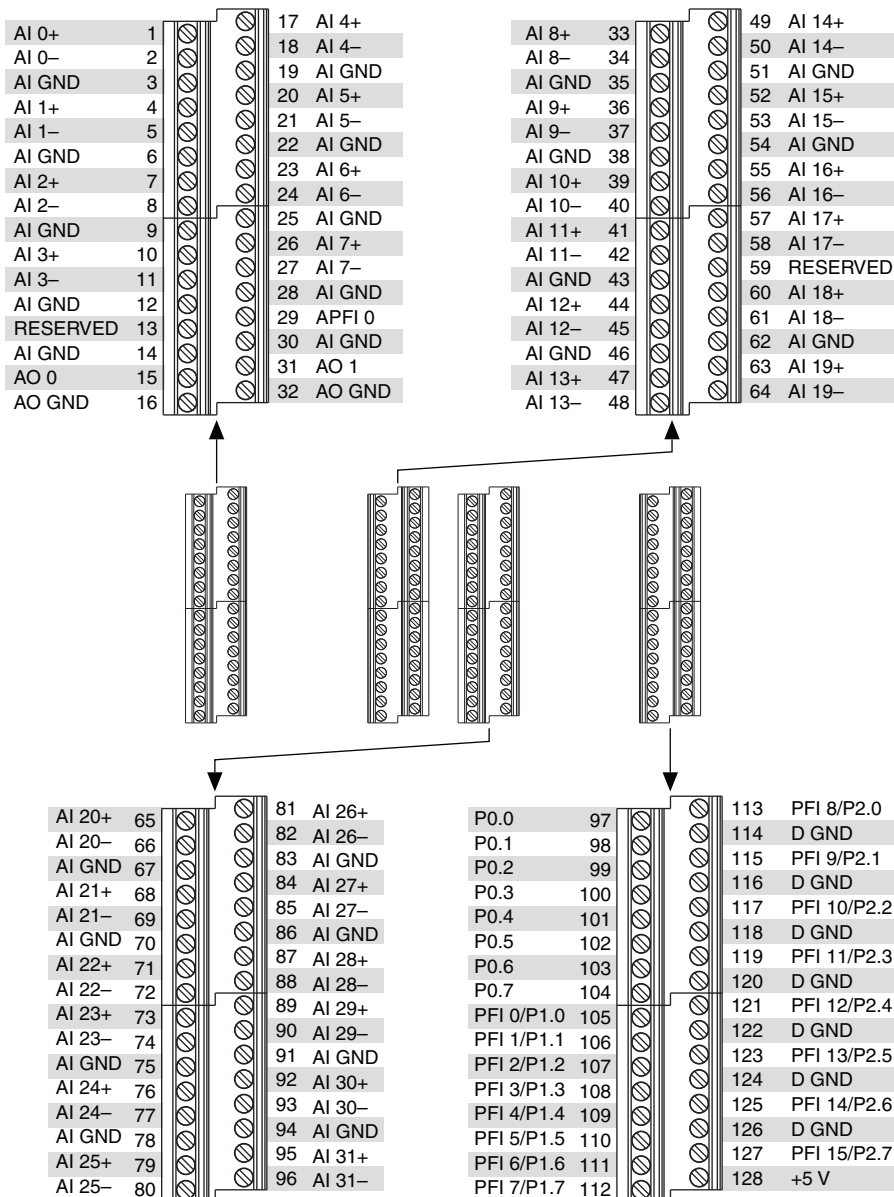 AI 0+ 1
AI 0– 2
AI GND 3
AI 1+ 4
AI 1– 5
AI GND 6
AI 2+ 7
AI 2– 8
AI GND 9
AI 3+ 10
AI 3– 11
AI GND 12
RESERVED 13
AI GND 14
AO 0 15
AO GND 16
17 AI 4+
18 AI 4–
19 AI GND
20 AI 5+
21 AI 5–
22 AI GND
23 AI 6+
24 AI 6–
25 AI GND
26 AI 7+
27 AI 7–
28 AI GND
29 APFI 0
30 AI GND
31 AO 1
32 AO GND
AI 8+ 33
AI 8– 34
AI GND 35
AI 9+ 36
AI 9– 37
AI GND 38
AI 10+ 39
AI 10– 40
AI 11+ 41
AI 11– 42
AI GND 43
AI 12+ 44
AI 12– 45
AI GND 46
AI 13+ 47
AI 13– 48
49 AI 14+
50 AI 14–
51 AI GND
52 AI 15+
53 AI 15–
54 AI GND
55 AI 16+
56 AI 16–
57 AI 17+
58 AI 17–
59 RESERVED
60 AI 18+
61 AI 18–
62 AI GND
63 AI 19+
64 AI 19–
AI 20+ 65
AI 20– 66
AI GND 67
AI 21+ 68
AI 21– 69
AI GND 70
AI 22+ 71
AI 22– 72
AI 23+ 73
AI 23– 74
AI GND 75
AI 24+ 76
AI 24– 77
AI GND 78
AI 25+ 79
AI 25– 80
81 AI 26+
82 AI 26–
83 AI GND
84 AI 27+
85 AI 27–
86 AI GND
87 AI 28+
88 AI 28–
89 AI 29+
90 AI 29–
91 AI GND
92 AI 30+
93 AI 30–
94 AI GND
95 AI 31+
96 AI 31–
P0.0 97
P0.1 98
P0.2 99
P0.3 100
P0.4 101
P0.5 102
P0.6 103
P0.7 104
PFI 0/P1.0 105
PFI 1/P1.1 106
PFI 2/P1.2 107
PFI 3/P1.3 108
PFI 4/P1.4 109
PFI 5/P1.5 110
PFI 6/P1.6 111
PFI 7/P1.7 112
113 PFI 8/P2.0
114 D GND
115 PFI 9/P2.1
116 D GND
117 PFI 10/P2.2
118 D GND
119 PFI 11/P2.3
120 D GND
121 PFI 12/P2.4
122 D GND
123 PFI 13/P2.5
124 D GND
125 PFI 14/P2.6
126 D GND
127 PFI 15/P2.7
128 +5 V